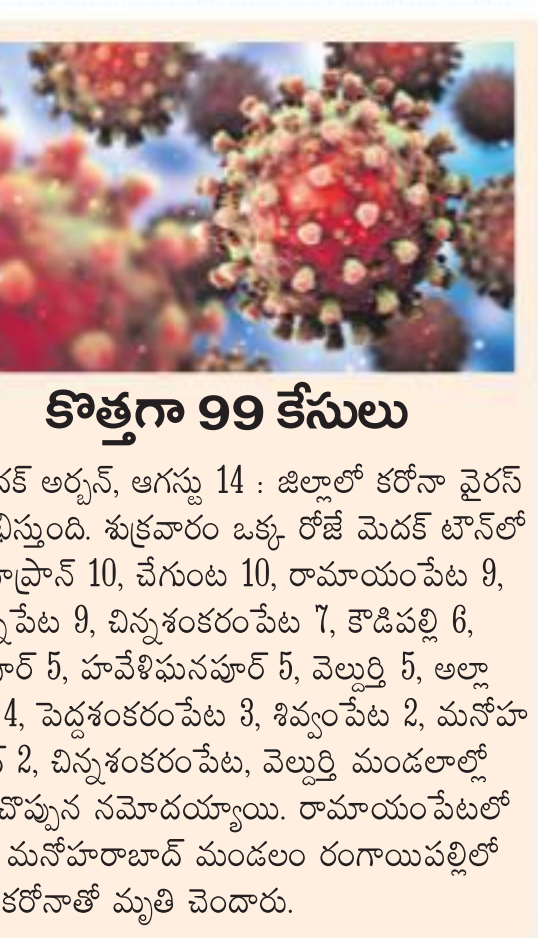 కొత్తగా 99 కేసులు
అర్బన్, ఆగస్టు 14 : జిల్లాలో కరోనా వైరస్
శుక్రవారం ఒక్క రోజే మెదక్ టౌన్‌లో
10, చేగుంట 10, రామాయంపేట 9,
9, చిన్నశంకరంపేట 7, కౌడిపల్లి 6,
5, హవేళిఘనపూర్ 5, వెల్దుర్తి 5, అల్లా
4, పెద్దశంకరంపేట 3, శివ్వంపేట 2, మనోహ
2, చిన్నశంకరంపేట, వెల్దుర్తి మండలాల్లో
చొప్పున నమోదయ్యాయి. రామాయంపేటలో
మనోహరాబాద్ మండలం రంగాయిపల్లిలో
కరోనాతో మృతి చెందారు.